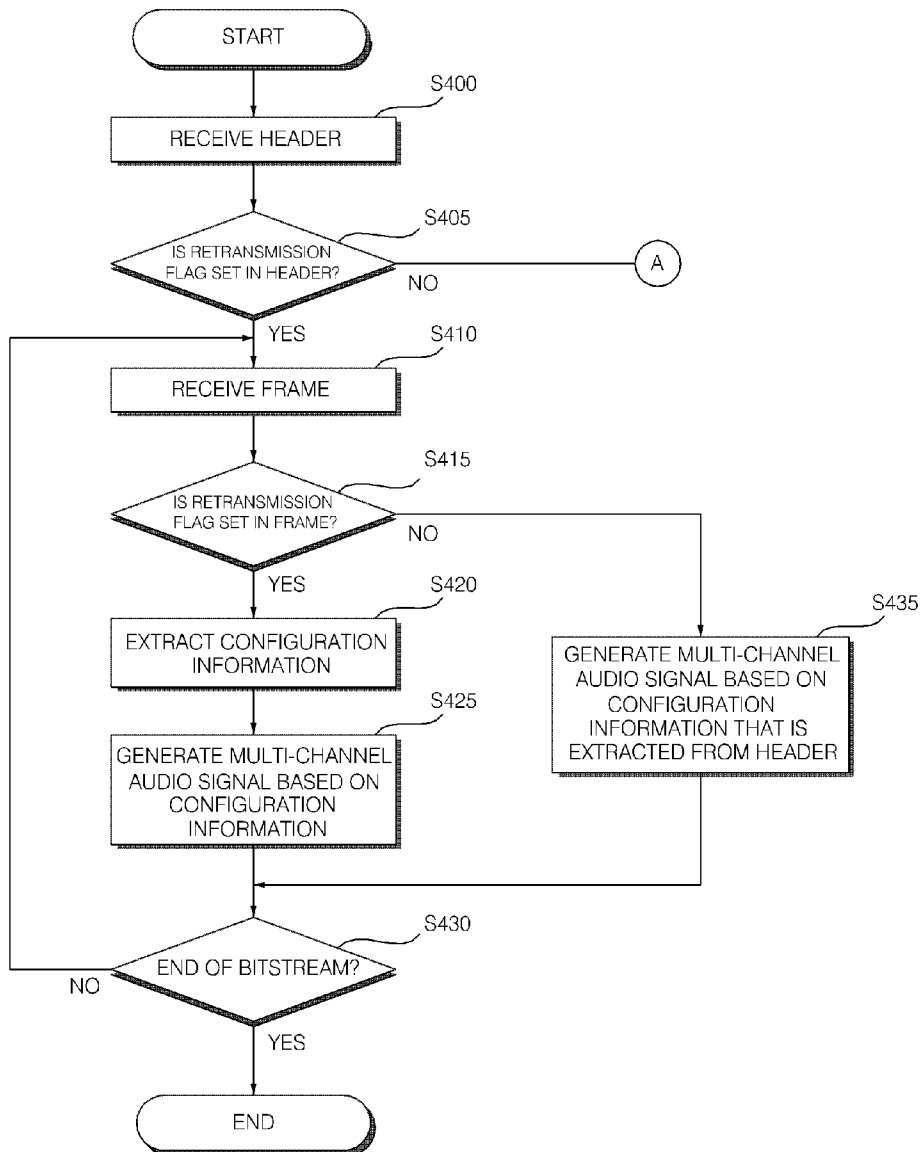 START
S400
RECEIVE HEADER
S405
IS RETRANSMISSION
FLAG SET IN HEADER?
NO
A
YES
S410
RECEIVE FRAME
S415
IS RETRANSMISSION
FLAG SET IN FRAME?
NO
YES
S420
EXTRACT CONFIGURATION
INFORMATION
S435
GENERATE MULTI-CHANNEL
AUDIO SIGNAL BASED ON
CONFIGURATION
INFORMATION THAT IS
EXTRACTED FROM HEADER
S425
GENERATE MULTI-CHANNEL
AUDIO SIGNAL BASED ON
CONFIGURATION
INFORMATION
S430
END OF BITSTREAM?
NO
YES
END